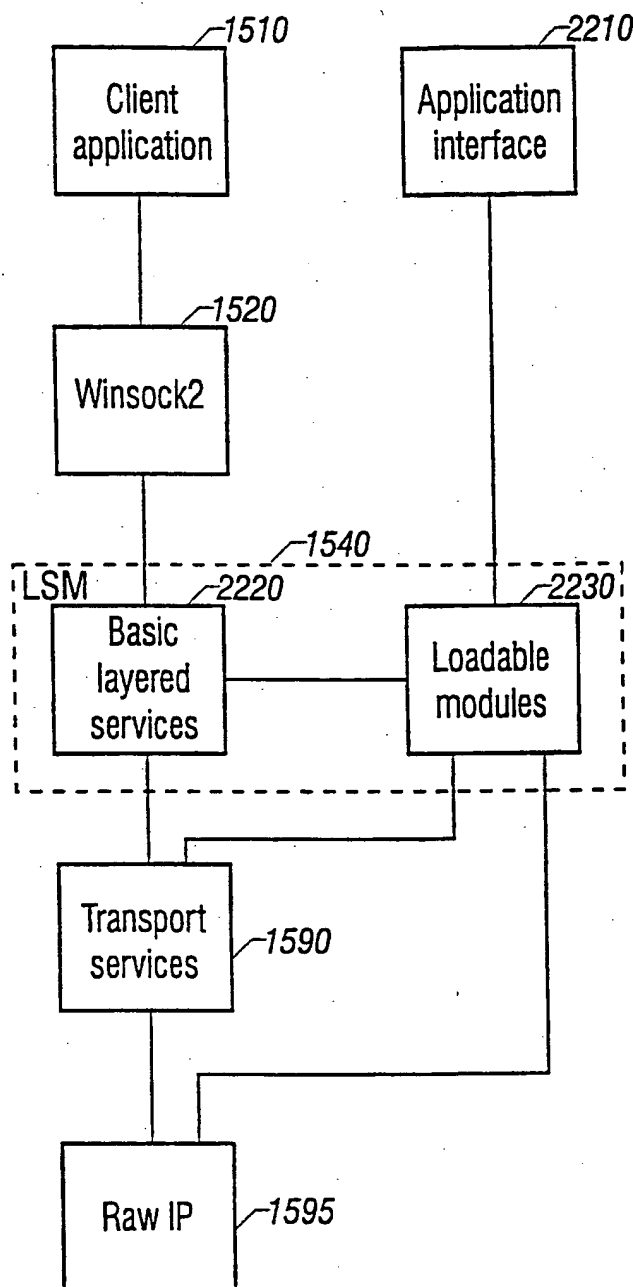 1510
2210
Client
application
Application
interface
1520
Winsock2
1540
LSM
2220
2230
Basic
layered
services
Loadable
modules
Transport
services
1590
Raw IP
1595